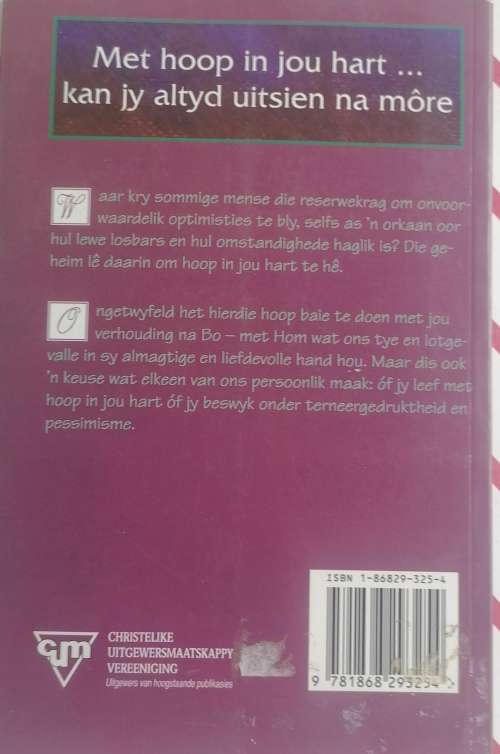 Met hoop in jou hart ...
kan jy altyd uitsien na môre
Waar kry sommige mense die reserwekrag om onvoor-
waardelik optimisties te bly, selfs as 'n orkaan oor
hul lewe losbars en hul omstandighede haglik is? Die ge-
heim lê daarin om hoop in jou hart te hê.
Ongetwyfeld het hierdie hoop baie te doen met jou
verhouding na Bo – met Hom wat ons tye en lotge-
valle in sy almagtige en liefdevolle hand hou. Maar dis ook
'n keuse wat elkeen van ons persoonlik maak: óf jy leef met
hoop in jou hart óf jy beswyk onder terneergedruktheid en
pessimisme.
ISBN 1-86829-325-4
9 781868 293254
cum
CHRISTELIKE
UITGEWERSMAATSKAPPY
VEREENIGING
Uitgewers van hoogstaande publikasies